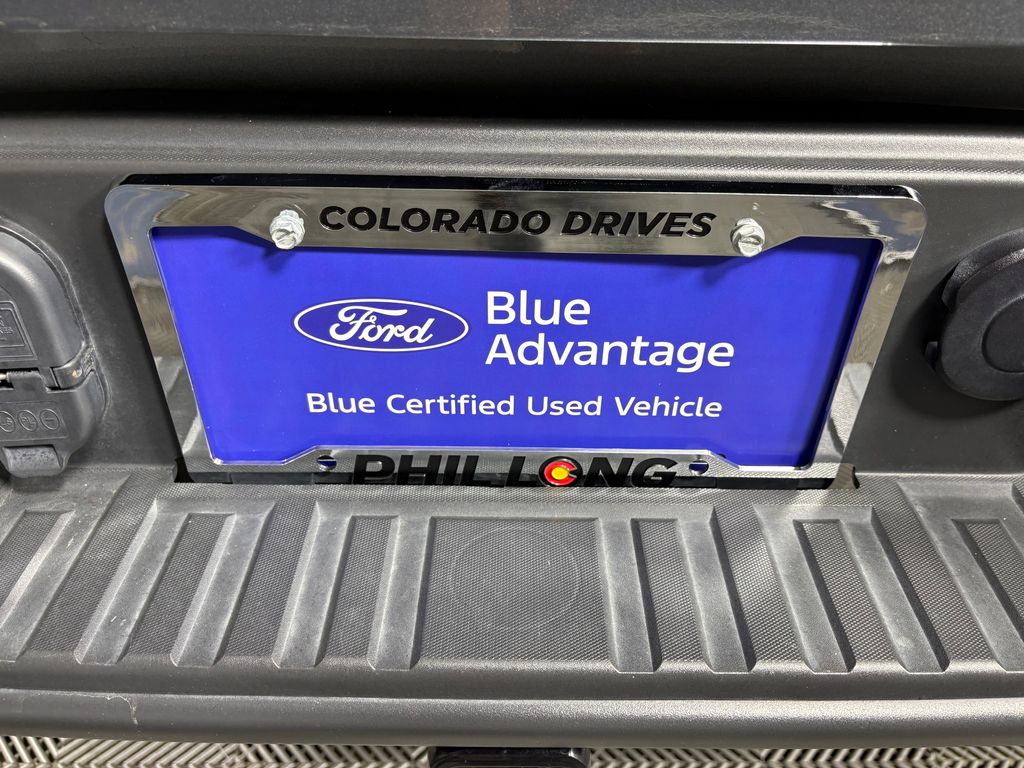 COLORADO DRIVES
Ford
Blue
Advantage
Blue Certified Used Vehicle
PHIL LONG